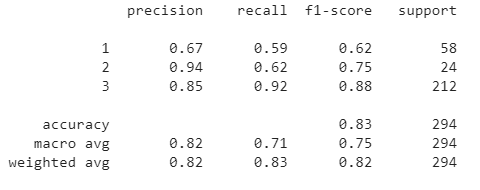 precision recall f1-score support
1 0.67 0.59 0.62 58
2 0.94 0.62 0.75 24
3 0.85 0.92 0.88 212
accuracy 0.83 294
macro avg 0.82 0.71 0.75 294
weighted avg 0.82 0.83 0.82 294